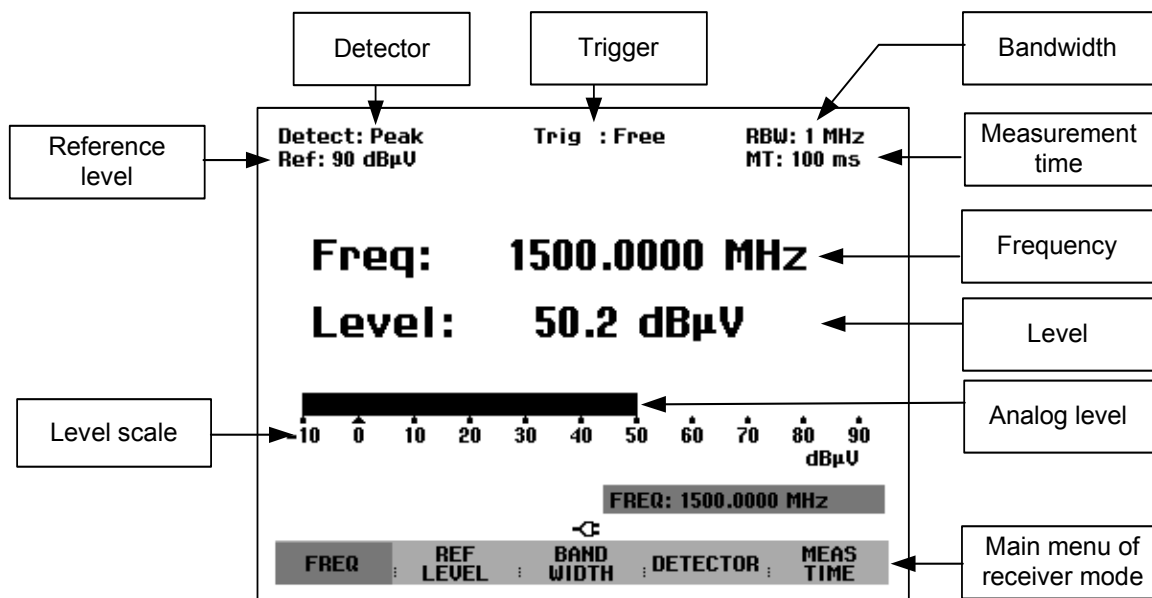 Detector
Trigger
Bandwidth
Reference
level
Detect: Peak
Trig : Free
RBW: 1 MHz
Ref: 90 dBµV
MT: 100 ms
Measurement
time
Freq: 1500.0000 MHz
Frequency
Level: 50.2 dBµV
Level
Analog level
Level scale
-10 0 10 20 30 40 50 60 70 80 90
dBµV
FREQ: 1500.0000 MHz
FREQ
REF
LEVEL
BAND
WIDTH
DETECTOR
MEAS
TIME
Main menu of
receiver mode